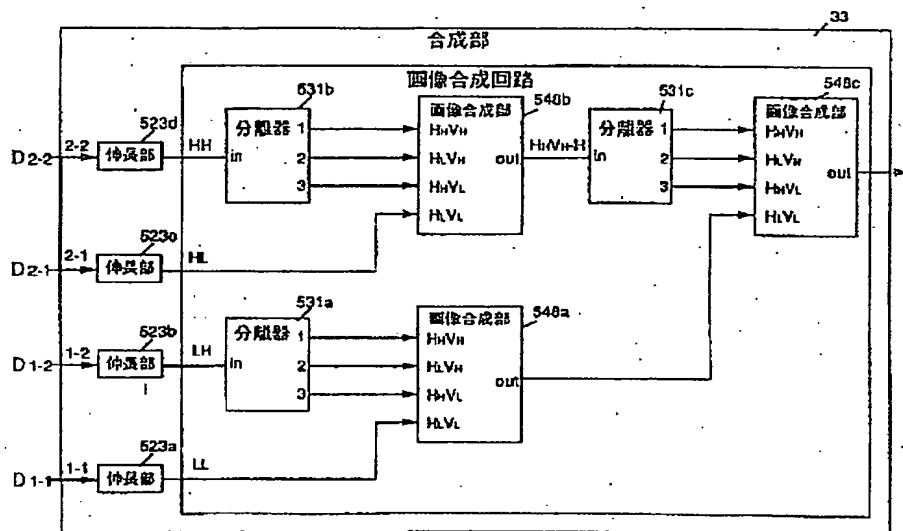 33
合成部
画像合成回路
523d
D2-2
2-2
伸長部
HH
531b
分離器
in
1
2
3
548b
画像合成部
HHVH
HLVH
HHVL
HLVL
out
531c
分離器
in
1
2
3
548c
画像合成部
HHVH
HLVH
HHVL
HLVL
out
D2-1
2-1
伸長部
HL
523b
D1-2
1-2
伸長部
LH
531a
分離器
in
1
2
3
548a
画像合成部
HHVH
HLVH
HHVL
HLVL
out
523a
D1-1
1-1
伸長部
LL